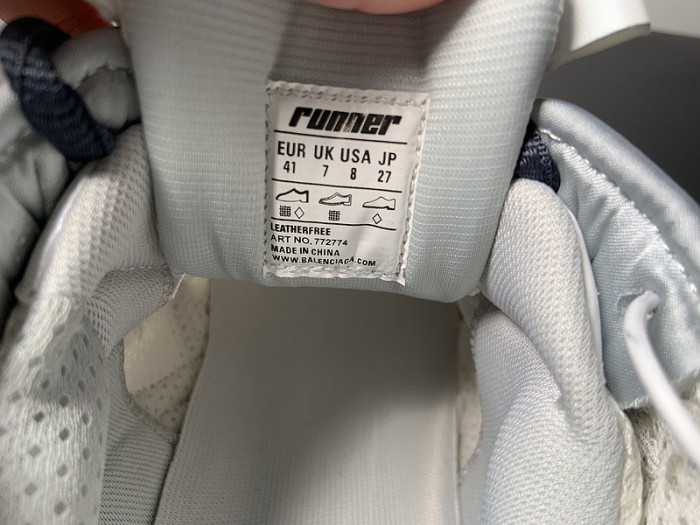 runner
EUR UK USA JP
41 7 8 27
LEATHERFREE
ART NO. 772774
MADE IN CHINA
WWW.BALENCIAGA.COM